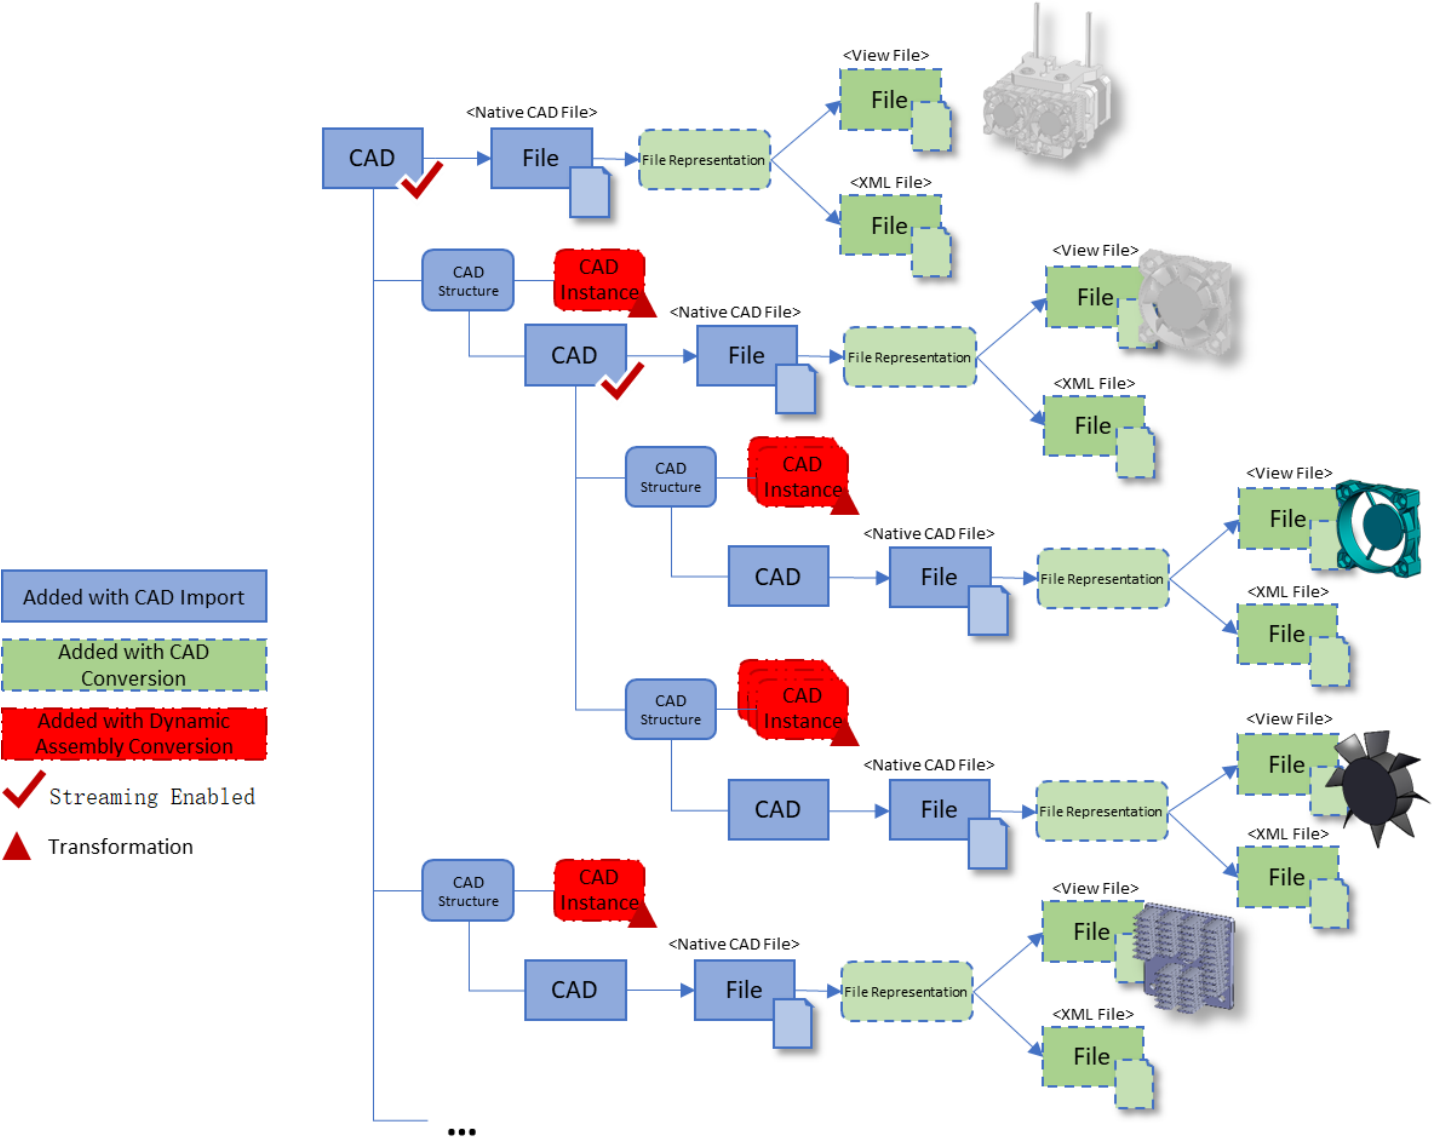 <View File>
File
<Native CAD File>
CAD
File
File Representation
<XML File>
File
CAD
Structure
CAD
Instance
<View File>
File
<Native CAD File>
CAD
File
File Representation
<XML File>
File
CAD
Structure
CAD
Instance
<View File>
File
<Native CAD File>
CAD
File
File Representation
<XML File>
File
Added with CAD Import
Added with CAD
Conversion
Added with Dynamic
Assembly Conversion
Streaming Enabled
Transformation
CAD
Structure
CAD
Instance
<View File>
File
<Native CAD File>
CAD
File
File Representation
<XML File>
File
CAD
Structure
CAD
Instance
<View File>
File
<Native CAD File>
CAD
File
File Representation
<XML File>
File
...